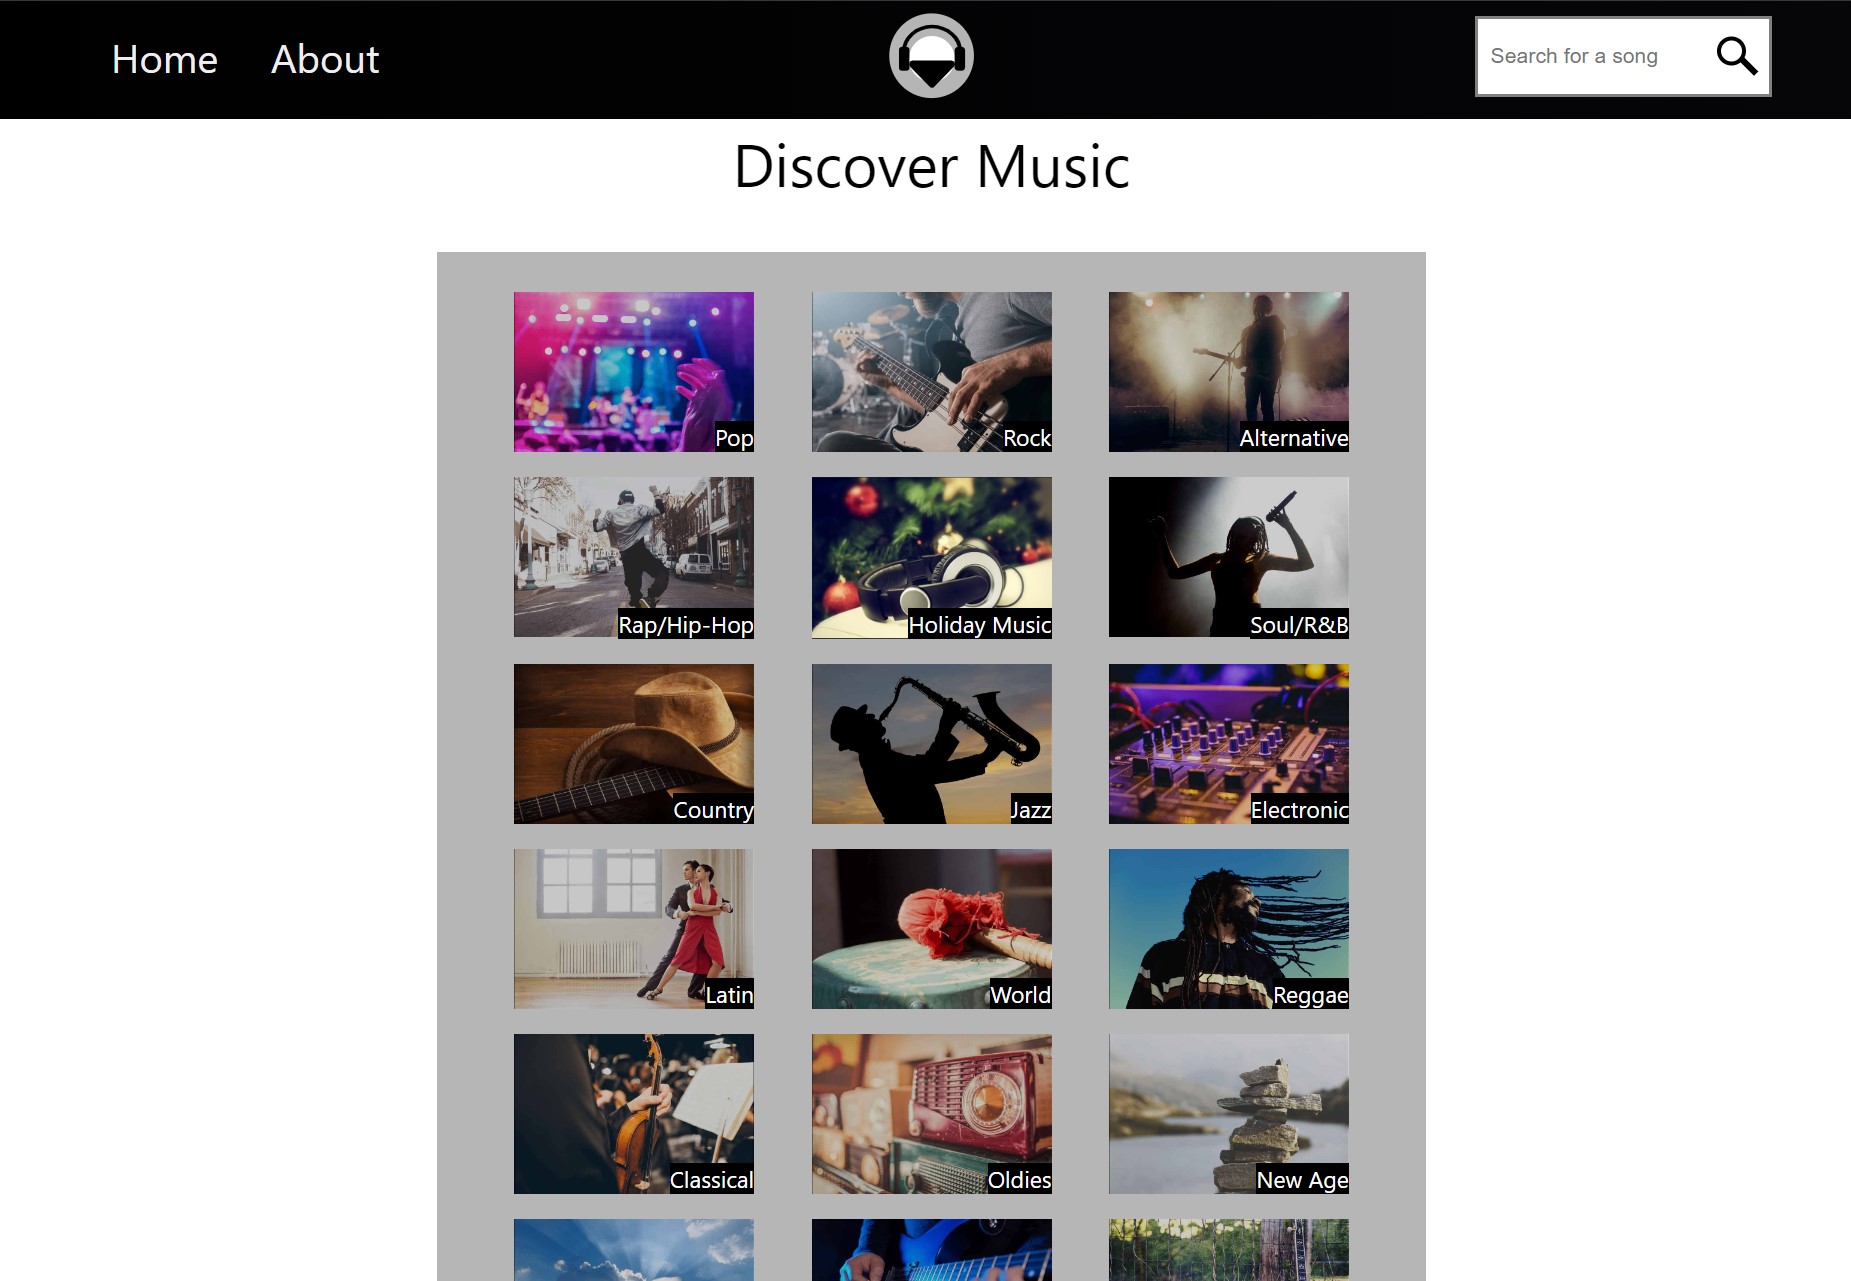 Home About Search for a song
Discover Music
Pop Rock Alternative
Rap/Hip-Hop Holiday Music Soul/R&B
Country Jazz Electronic
Latin World Reggae
Classical Oldies New Age